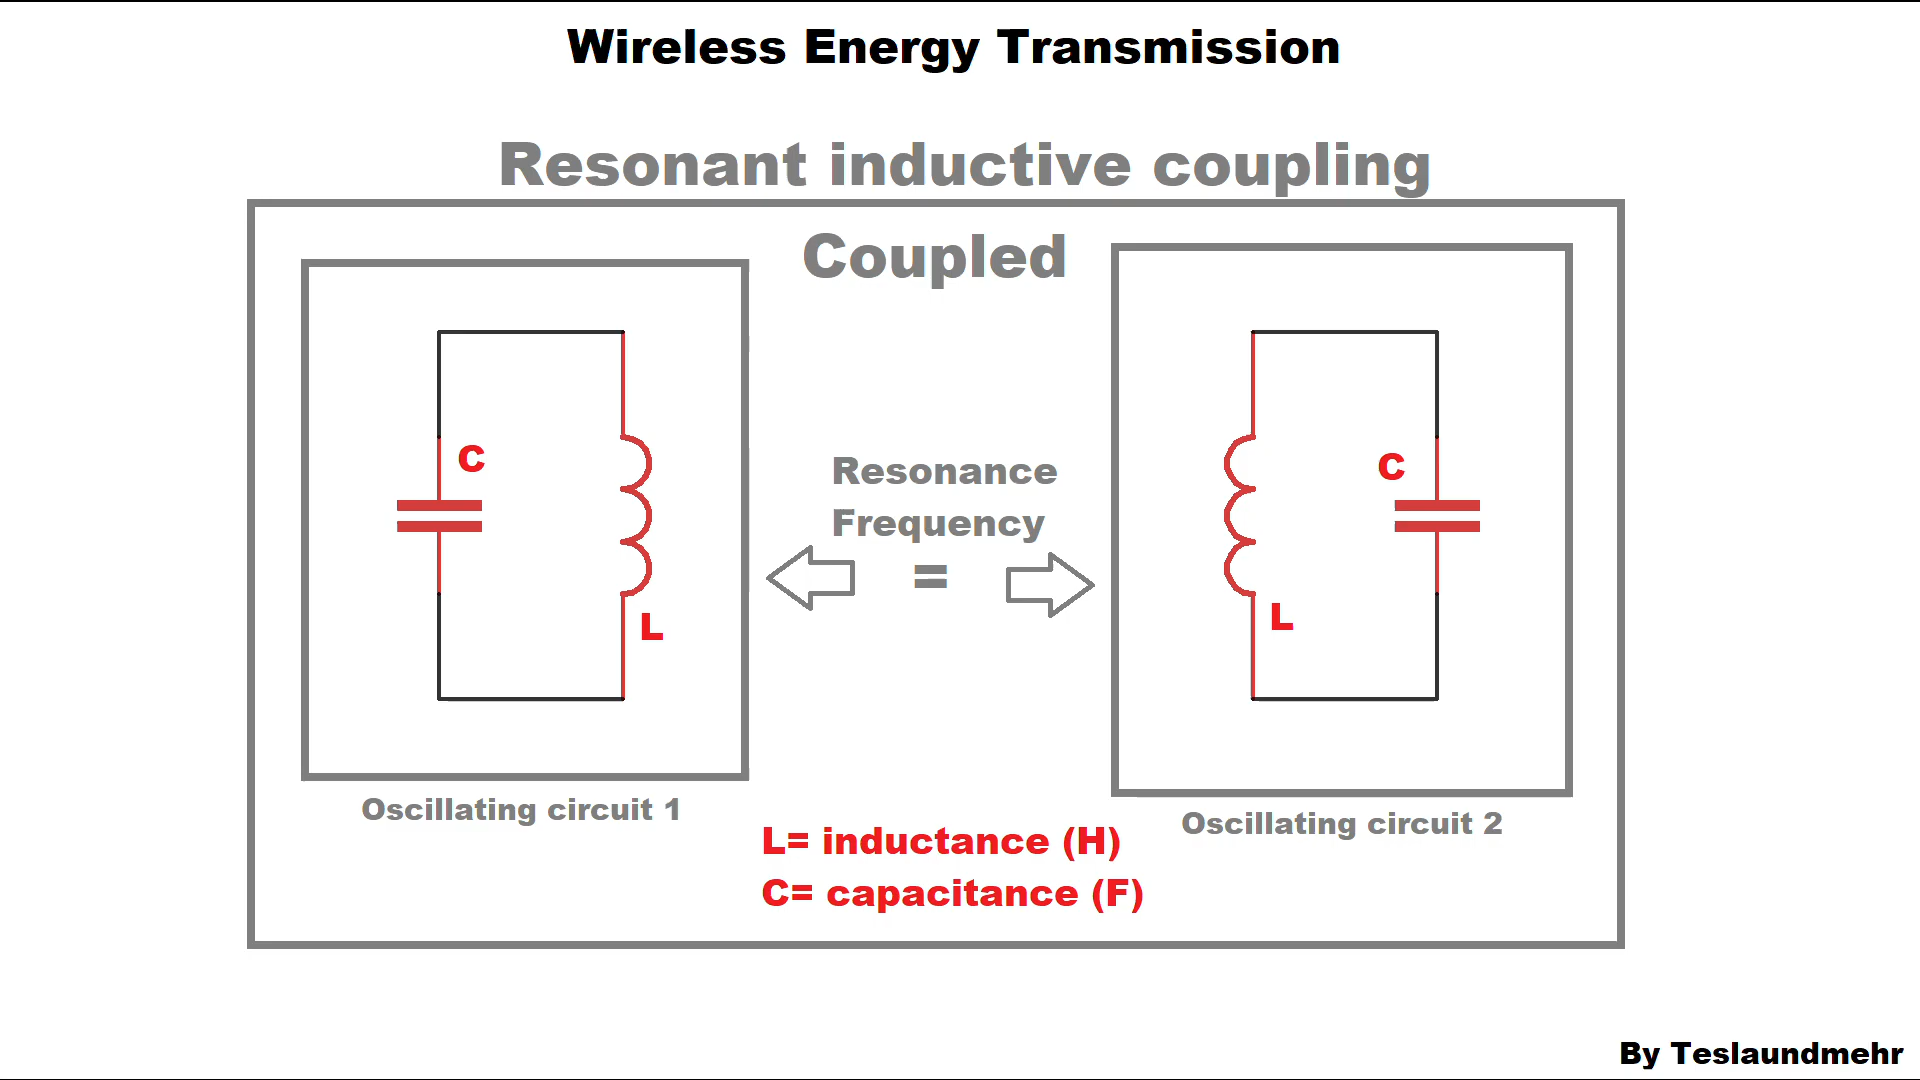 Wireless Energy Transmission
Resonant inductive coupling
Coupled
C
L
Resonance
Frequency
=
C
L
Oscillating circuit 1
Oscillating circuit 2
L= inductance (H)
C= capacitance (F)
By Teslaundmehr